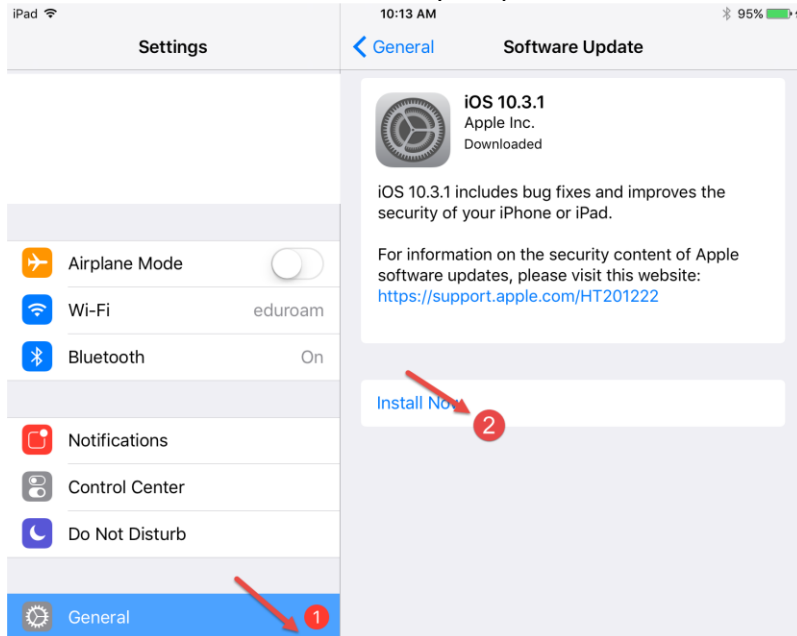 iPad
10:13 AM
95%
Settings
General
Software Update
iOS 10.3.1
Apple Inc.
Downloaded
iOS 10.3.1 includes bug fixes and improves the
security of your iPhone or iPad.
For information on the security content of Apple
software updates, please visit this website:
https://support.apple.com/HT201222
Install Now
2
Airplane Mode
Wi-Fi eduroam
Bluetooth On
Notifications
Control Center
Do Not Disturb
General 1